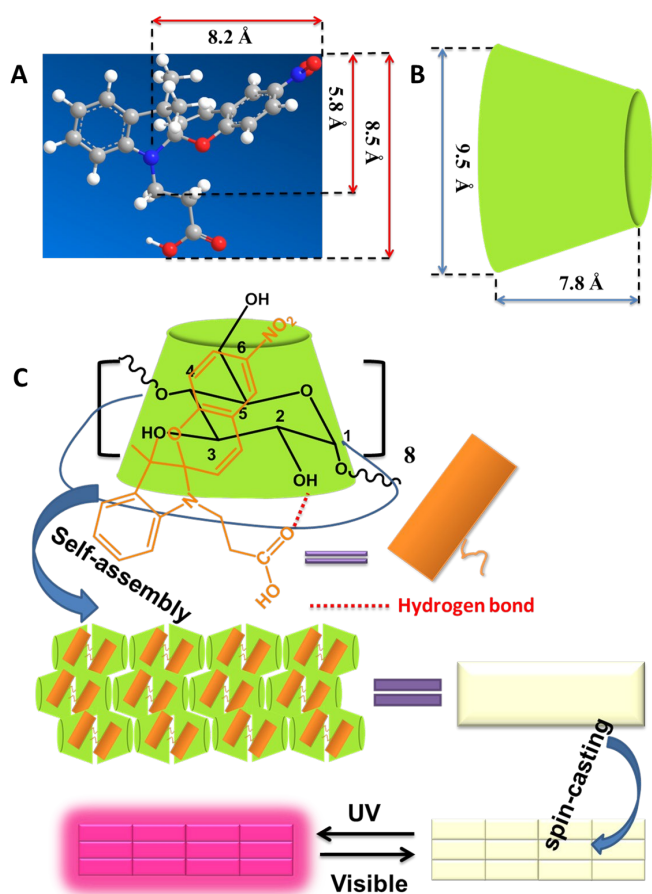 A
8.2 Å
5.8 Å
8.5 Å
B
9.5 Å
7.8 Å
C
OH
NO2
6
4
O
O
5
HO
O
2
3
1
OH
O
8
N
O
C
HO
Self-assembly
Hydrogen bond
spin-casting
UV
Visible